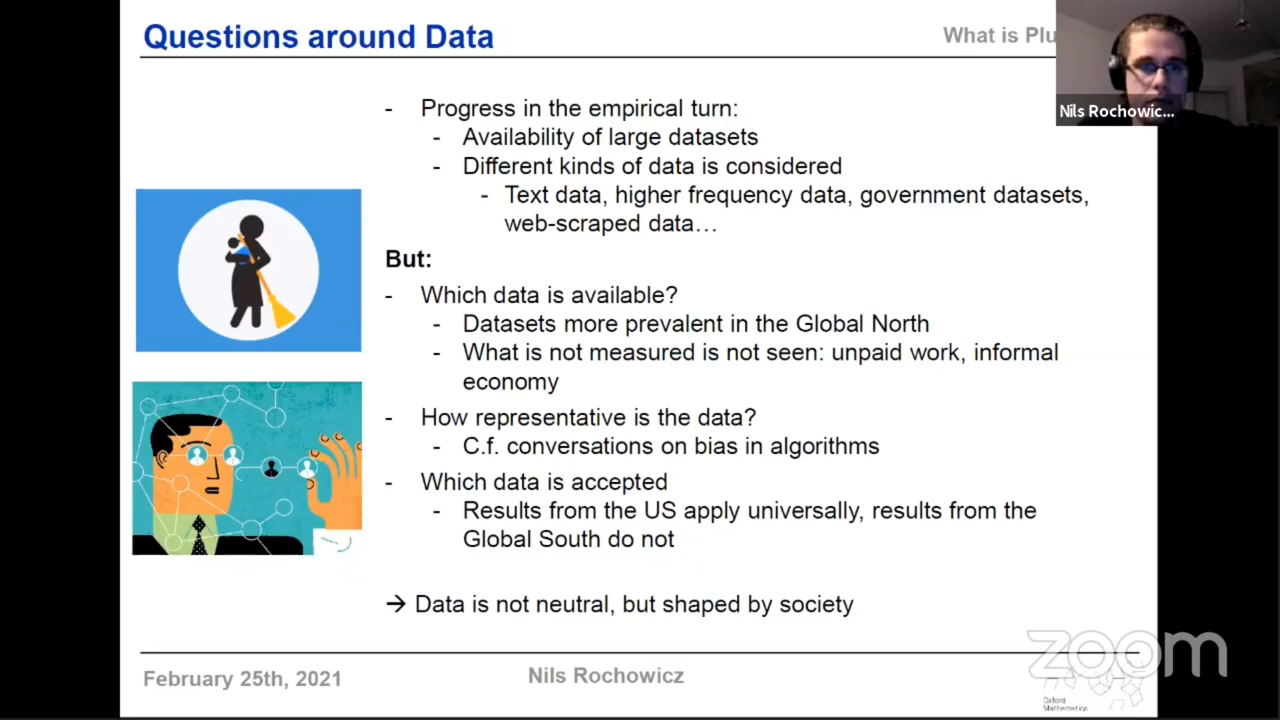 Questions around Data
What is Plu
Nils Rochowic...
- Progress in the empirical turn:
- Availability of large datasets
- Different kinds of data is considered
- Text data, higher frequency data, government datasets,
web-scraped data…
But:
- Which data is available?
- Datasets more prevalent in the Global North
- What is not measured is not seen: unpaid work, informal
economy
- How representative is the data?
- C.f. conversations on bias in algorithms
- Which data is accepted
- Results from the US apply universally, results from the
Global South do not
→ Data is not neutral, but shaped by society
zoom
February 25th, 2021
Nils Rochowicz
Oxford
Mathematics